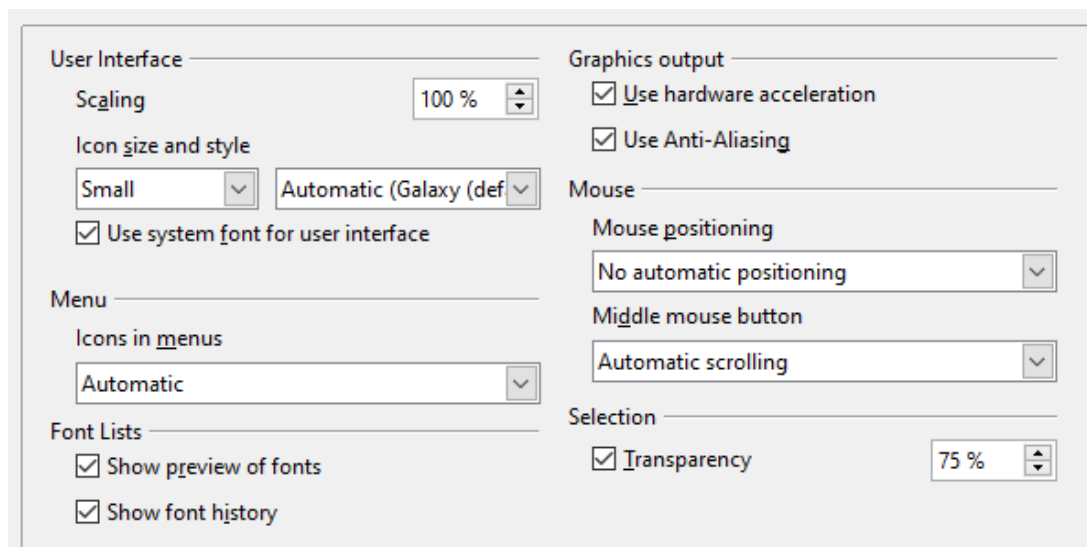 User Interface
Scaling
100 %
Icon size and style
Small
Automatic (Galaxy (def
Use system font for user interface
Menu
Icons in menus
Automatic
Font Lists
Show preview of fonts
Show font history
Graphics output
Use hardware acceleration
Use Anti-Aliasing
Mouse
Mouse positioning
No automatic positioning
Middle mouse button
Automatic scrolling
Selection
Transparency
75 %